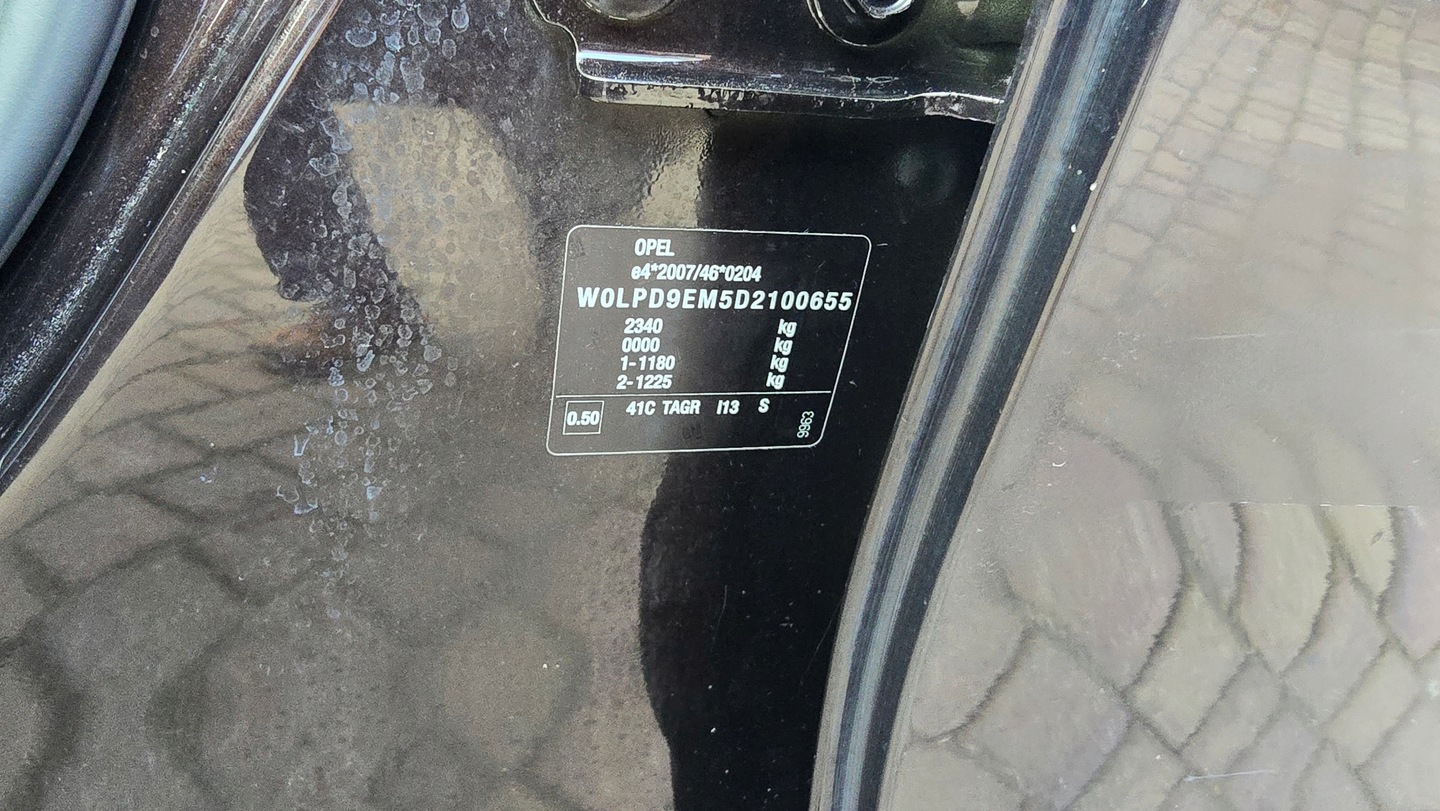 OPEL
e4*2007/46*0204
W0LPD9EM5D2100655
2340 kg
0000 kg
1-1180 kg
2-1225 kg
0.50 41C TAGR I13 S
9963